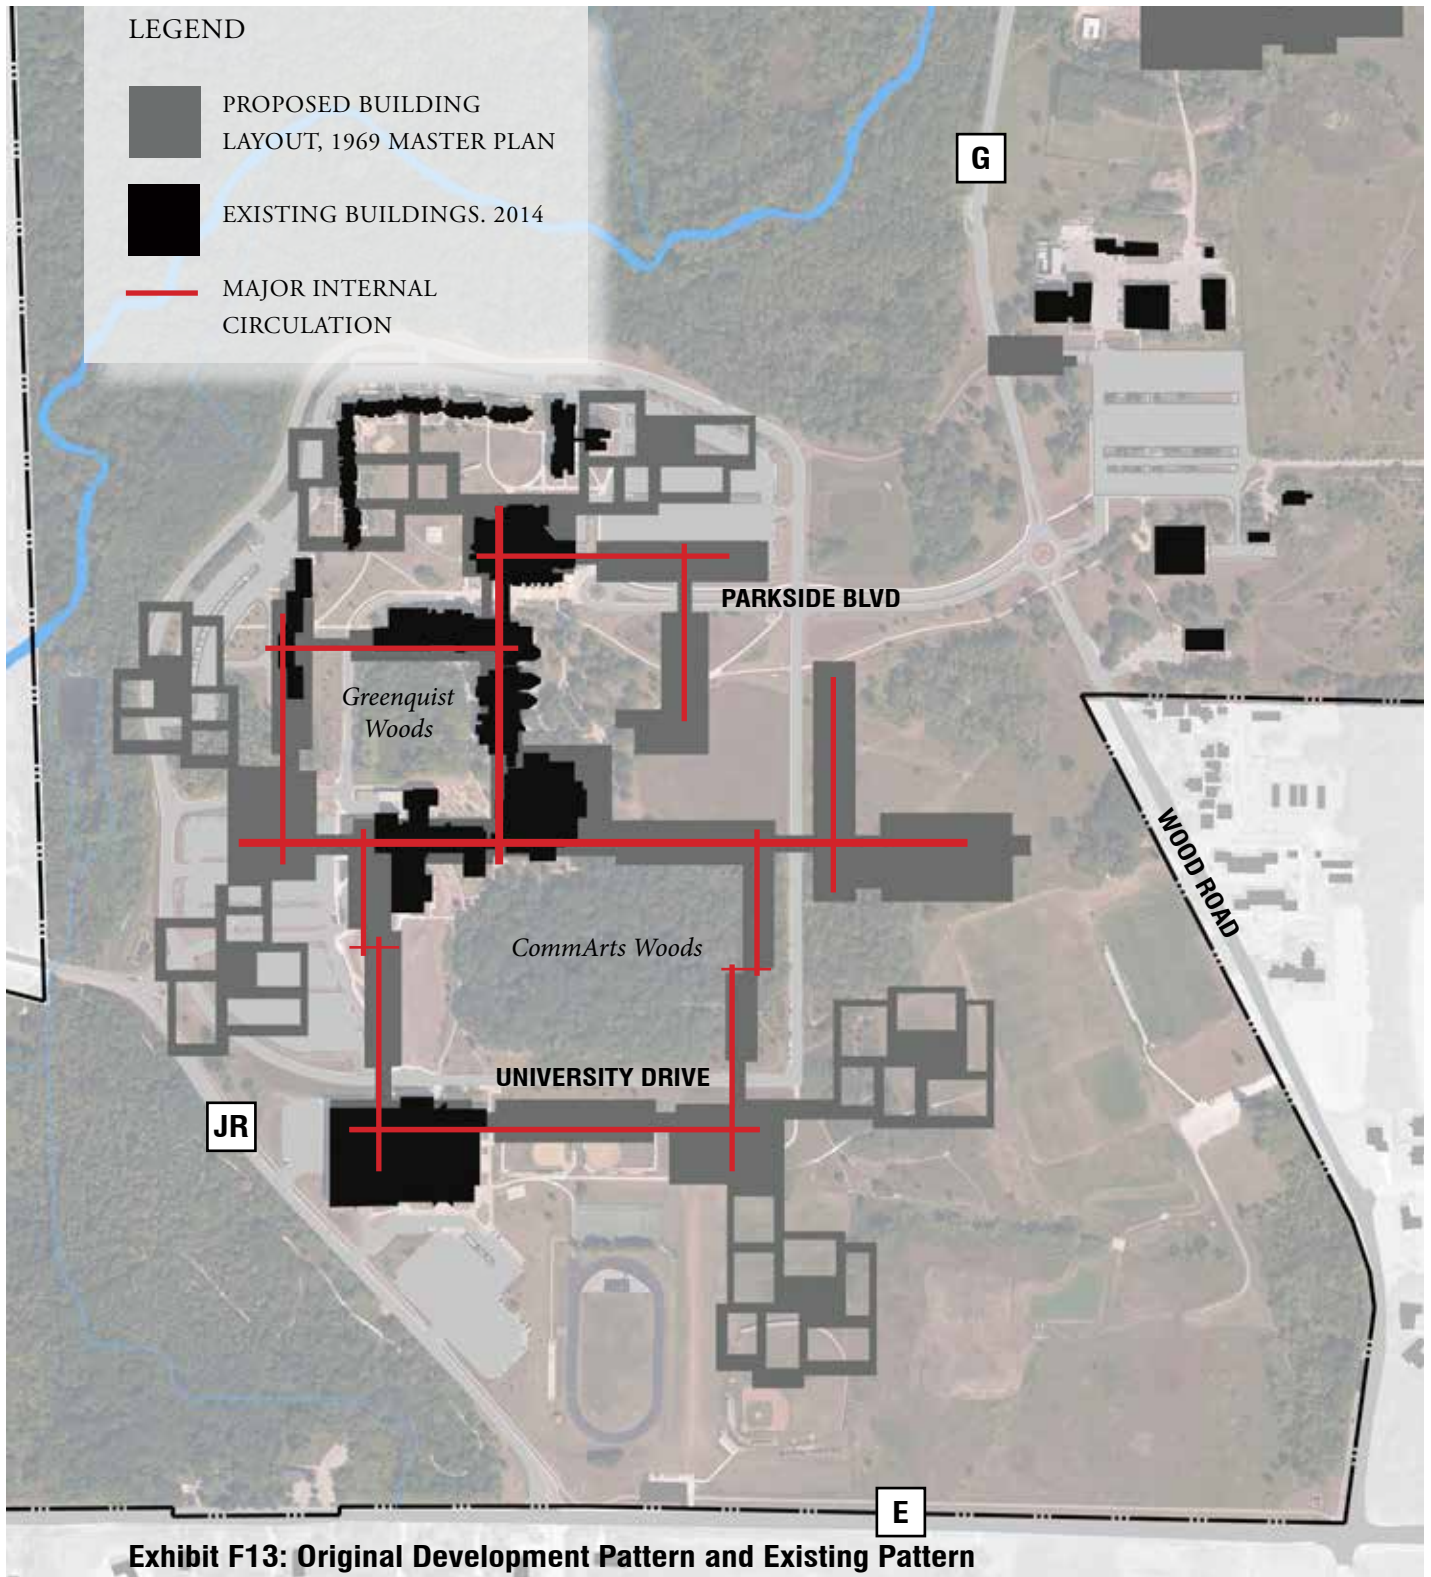 LEGEND
PROPOSED BUILDING
LAYOUT, 1969 MASTER PLAN
EXISTING BUILDINGS. 2014
MAJOR INTERNAL
CIRCULATION
G
PARKSIDE BLVD
Greenquist
Woods
WOOD ROAD
CommArts Woods
UNIVERSITY DRIVE
JR
E
Exhibit F13: Original Development Pattern and Existing Pattern